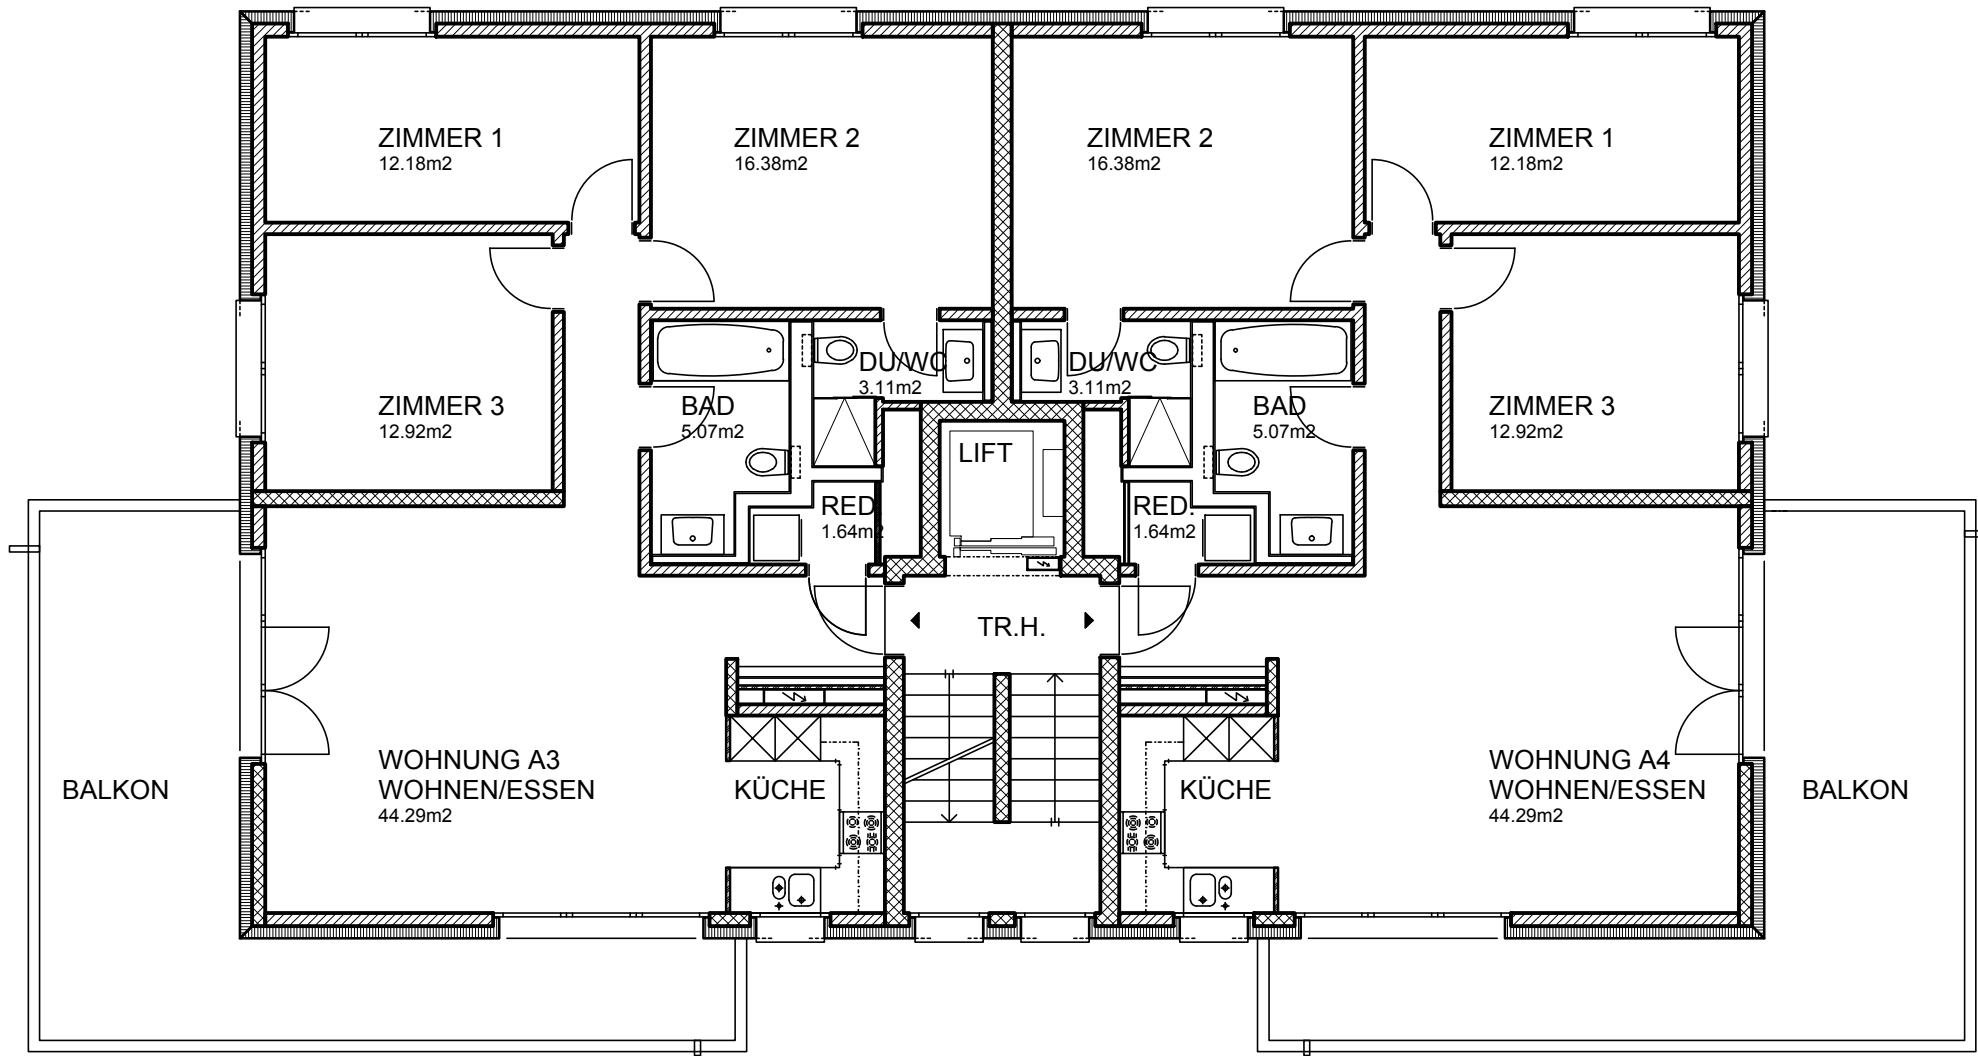 ZIMMER 1
12.18m2
ZIMMER 2
16.38m2
ZIMMER 2
16.38m2
ZIMMER 1
12.18m2
DU/WC
3.11m2
DU/WC
3.11m2
ZIMMER 3
12.92m2
BAD
5.07m2
BAD
5.07m2
ZIMMER 3
12.92m2
LIFT
RED.
1.64m2
RED.
1.64m2
TR.H.
BALKON
WOHNUNG A3
WOHNEN/ESSEN
44.29m2
KÜCHE
KÜCHE
WOHNUNG A4
WOHNEN/ESSEN
44.29m2
BALKON